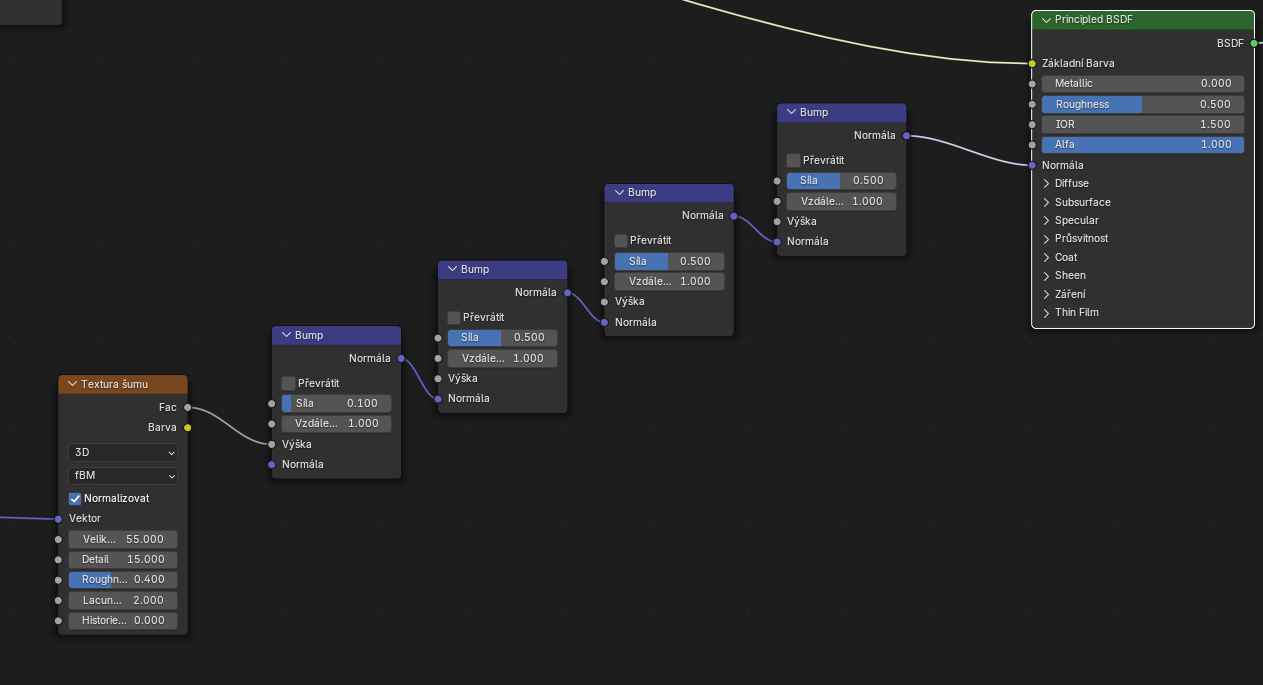 Principled BSDF
BSDF
Základní Barva
Metallic 0.000
Roughness 0.500
IOR 1.500
Alfa 1.000
Normála
Diffuse
Subsurface
Specular
Průsvitnost
Coat
Sheen
Záření
Thin Film
Bump
Normála
Převrátit
Síla 0.500
Vzdále... 1.000
Výška
Normála
Bump
Normála
Převrátit
Síla 0.500
Vzdále... 1.000
Výška
Normála
Bump
Normála
Převrátit
Síla 0.500
Vzdále... 1.000
Výška
Normála
Bump
Normála
Převrátit
Síla 0.100
Vzdále... 1.000
Výška
Normála
Textura šumu
Fac
Barva
3D
fBM
Normalizovat
Vektor
Velik... 55.000
Detail 15.000
Roughn... 0.400
Lacun... 2.000
Historie... 0.000